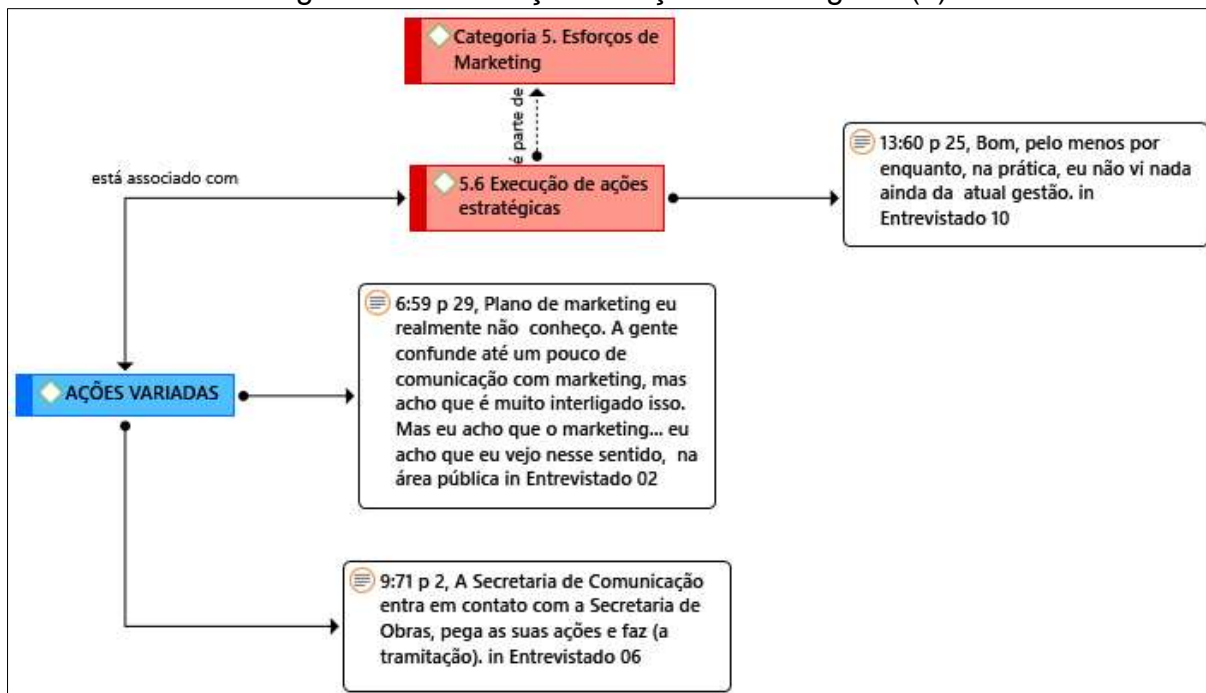 Categoria 5. Esforços de
Marketing
é parte de
está associado com
5.6 Execução de ações
estratégicas
13:60 p 25, Bom, pelo menos por
enquanto, na prática, eu não vi nada
ainda da atual gestão. in
Entrevistado 10
6:59 p 29, Plano de marketing eu
realmente não conheço. A gente
confunde até um pouco de
comunicação com marketing, mas
acho que é muito interligado isso.
Mas eu acho que o marketing... eu
acho que eu vejo nesse sentido, na
área pública in Entrevistado 02
AÇÕES VARIADAS
9:71 p 2, A Secretaria de Comunicação
entra em contato com a Secretaria de
Obras, pega as suas ações e faz (a
tramitação). in Entrevistado 06